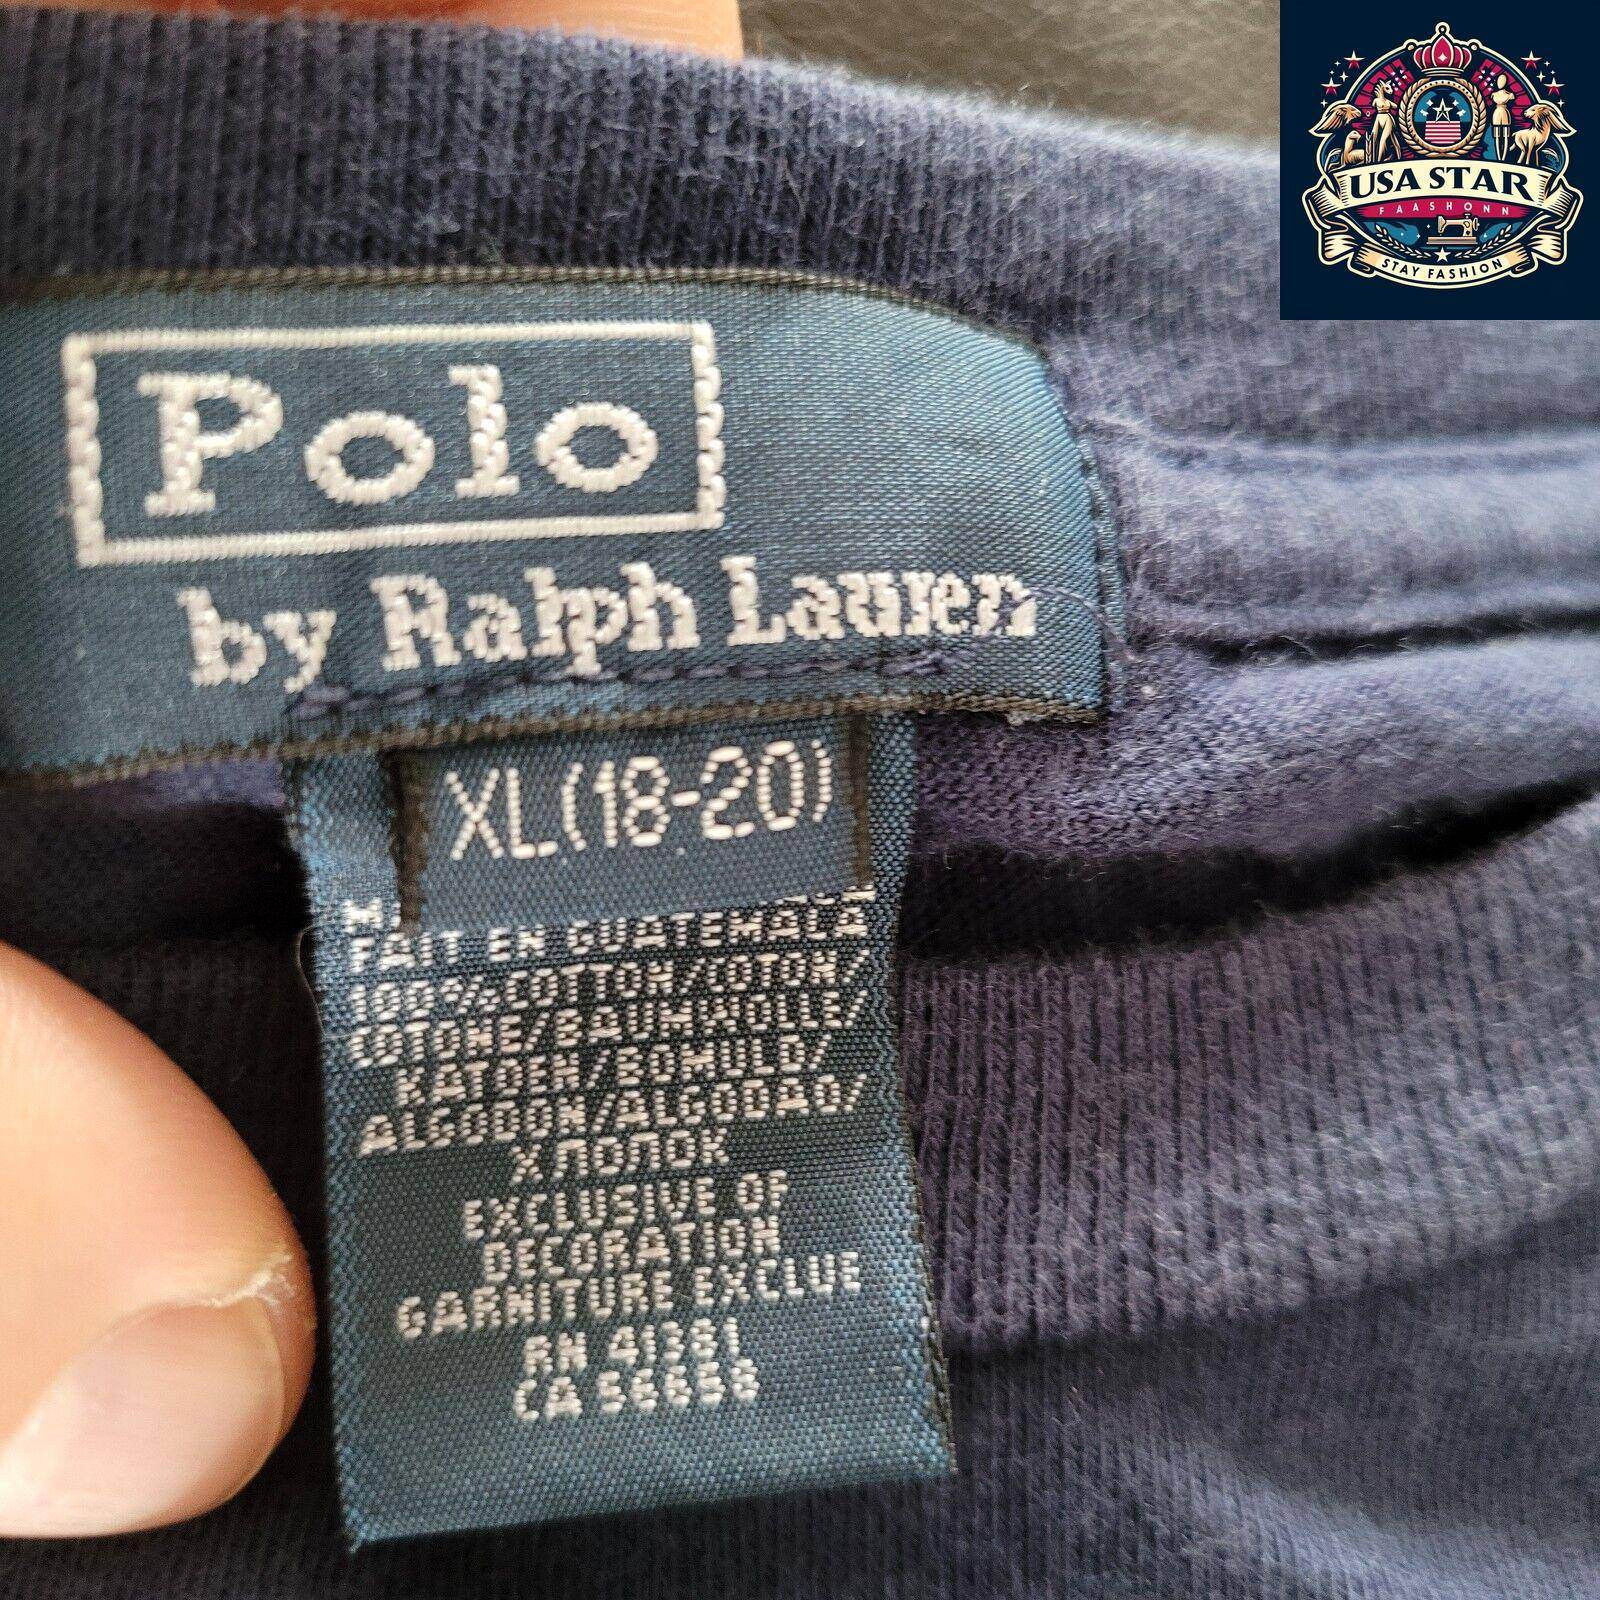 USA STAR
FAASHONN
STAY FASHION
Polo
by Ralph Lauren
XL(18-20)
FAIT EN GUATEMALA
100%COTTON/COTON/
COTONE/BAUMWOLLE/
KATOEN/BOMULD/
ALGODON/ALGODAO/
ХЛОПОК
EXCLUSIVE OF
DECORATION
GARNITURE EXCLUE
RN 41381
CA 56658